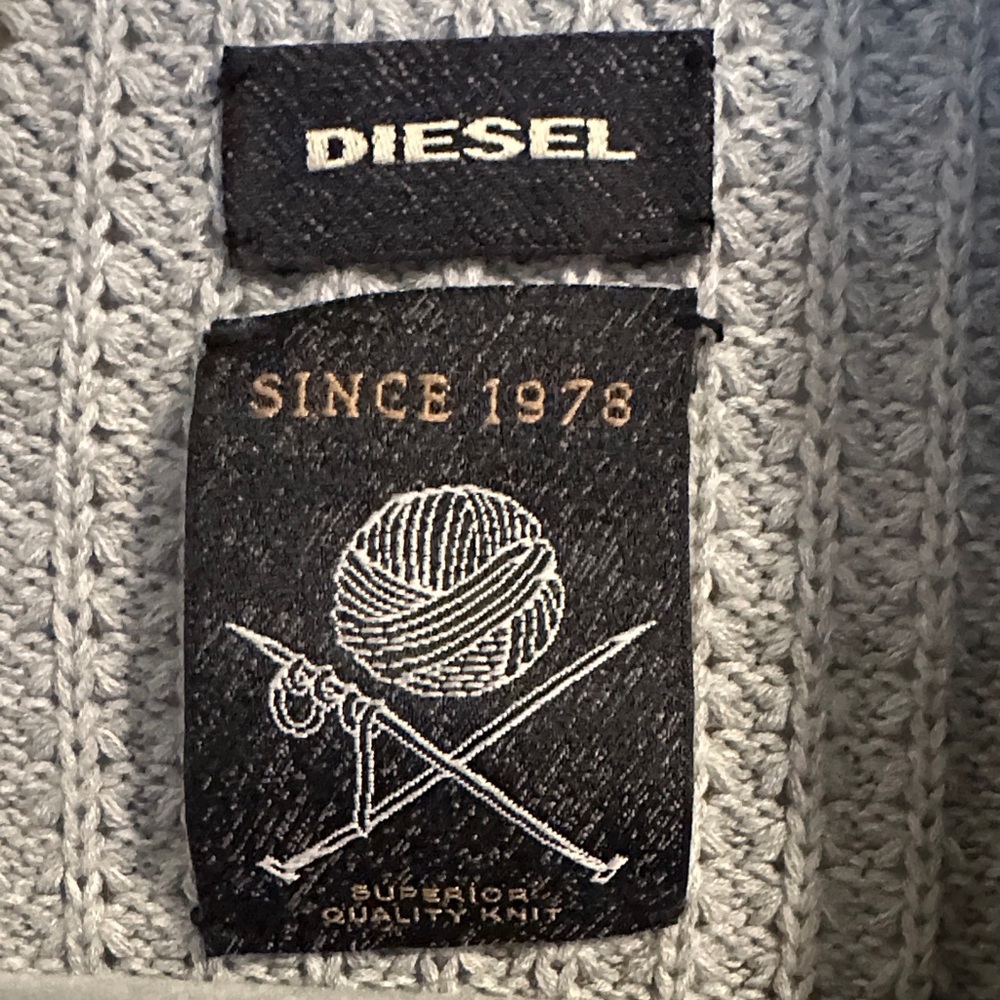 DIESEL
SINCE 1978
SUPERIOR
QUALITY KNIT